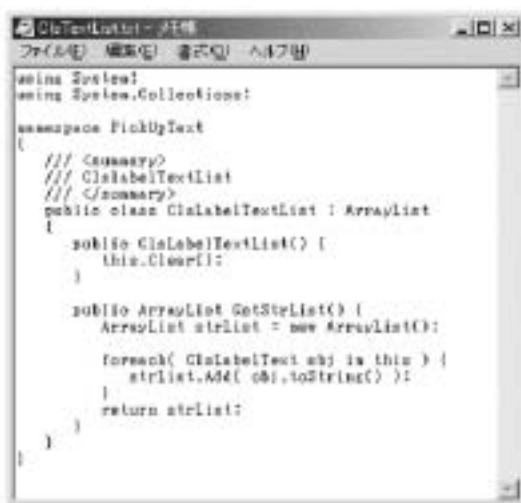 ClsTextList.txt - メモ帳
ファイル(F) 編集(E) 書式(O) ヘルプ(H)
using System;
using System.Collections;
namespace PickUpText
{
/// <summary>
/// ClslabelTextList
/// </summary>
public class ClsLabelTextList : ArrayList
{
public ClsLabelTextList() {
this.Clear();
}
public ArrayList GetStrList() {
ArrayList strlist = new ArrayList();
foreach( ClsLabelText obj in this ) {
strlist.Add( obj.toString() );
}
return strlist;
}
}
}